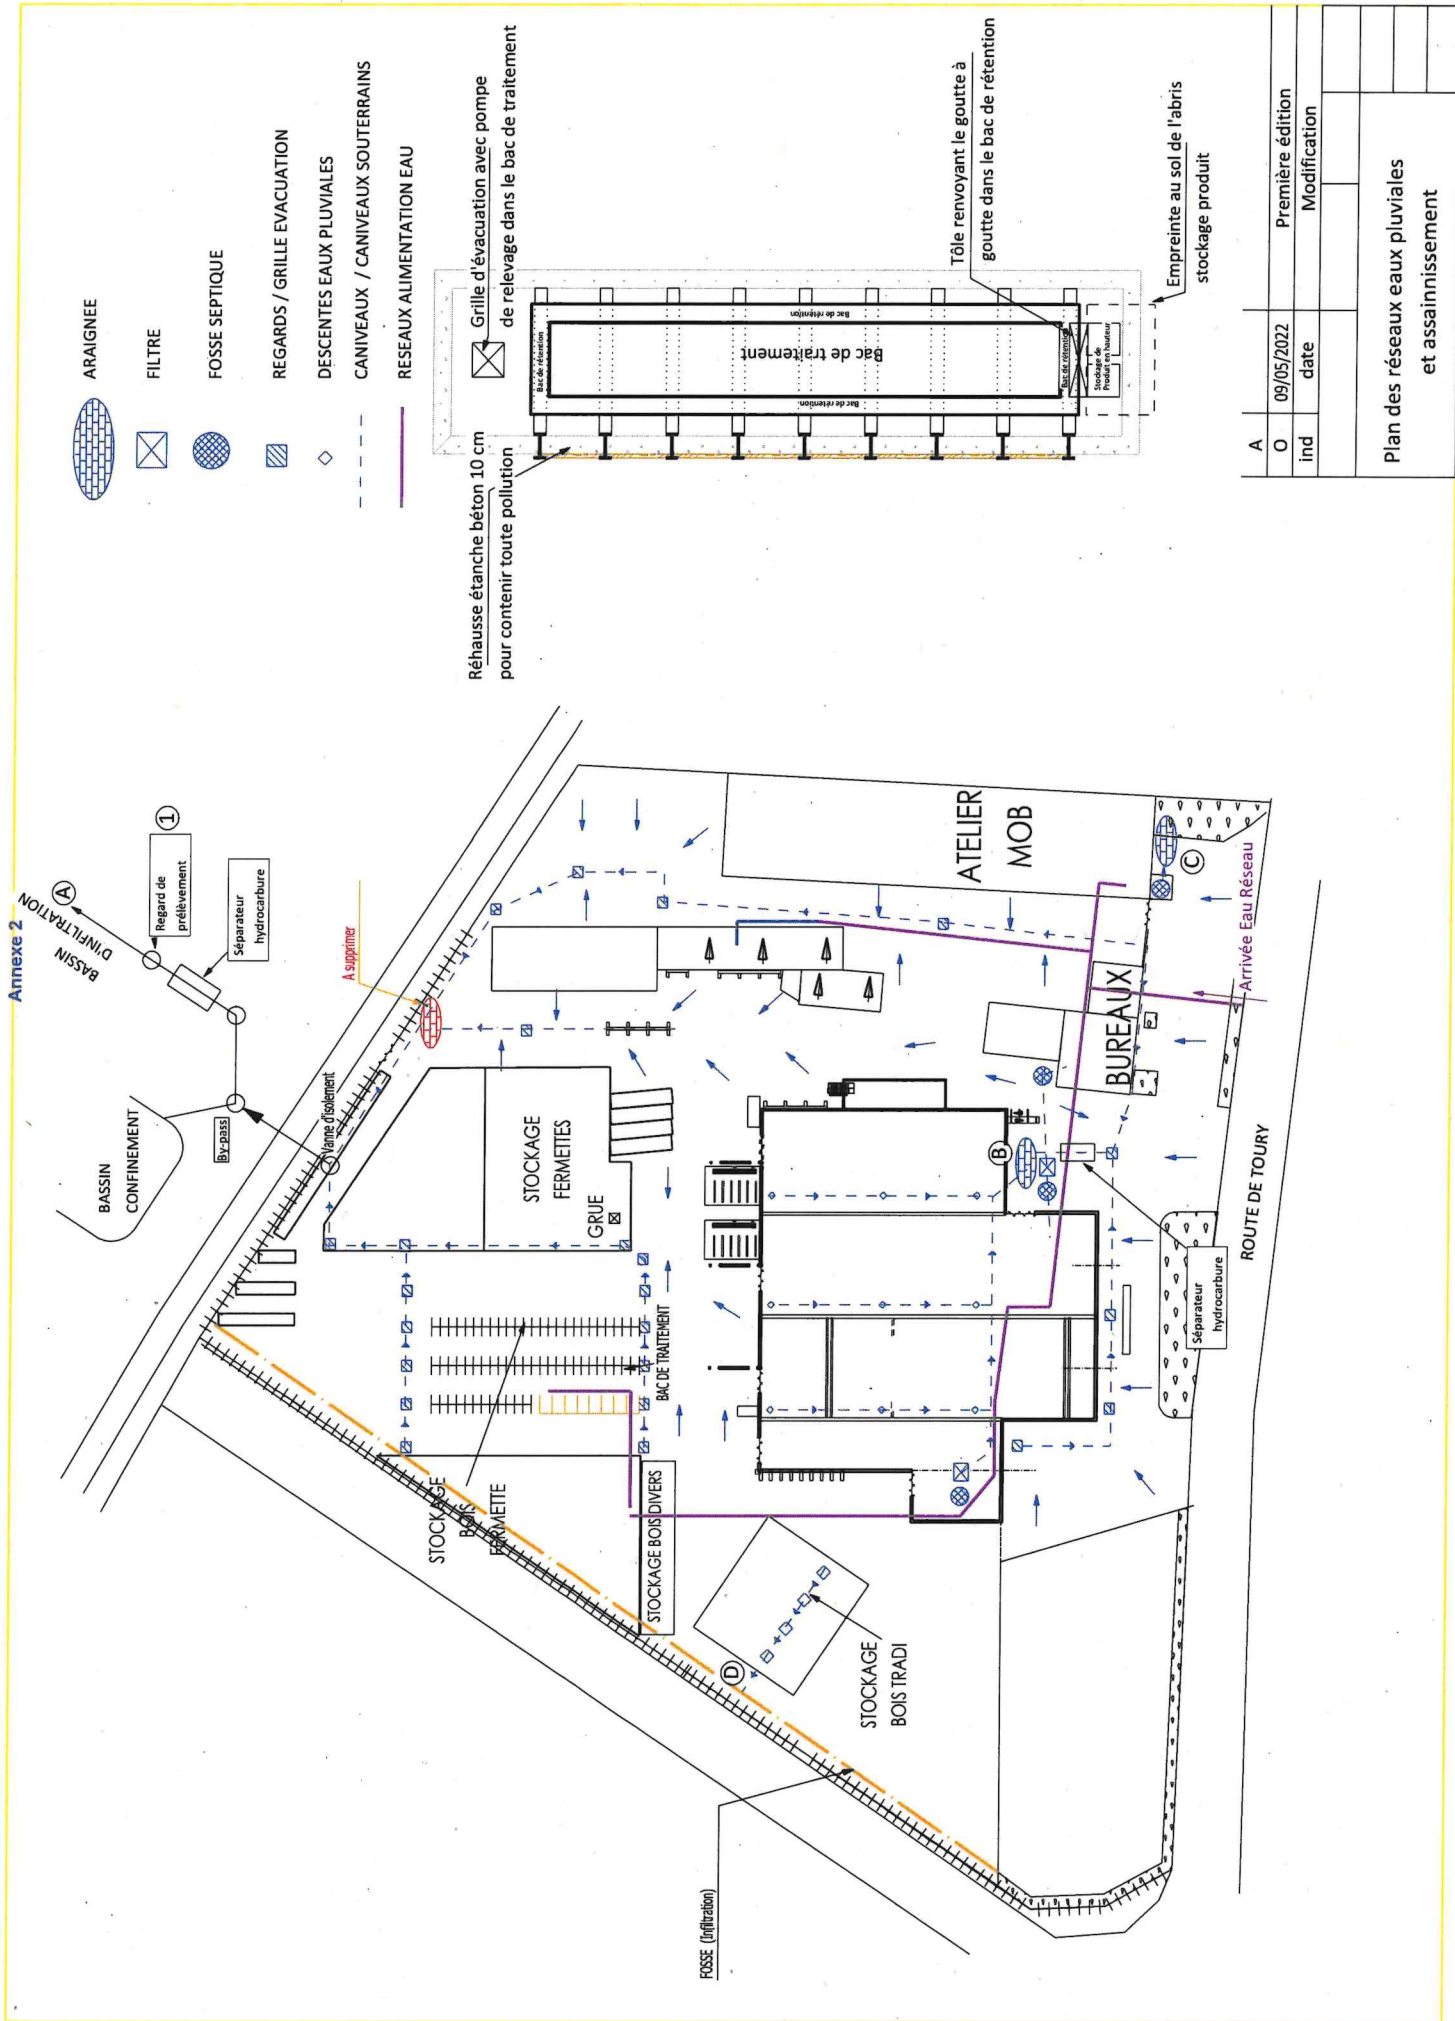 Annexe 2
ARAIGNEE
FILTRE
FOSSE SEPTIQUE
REGARDS / GRILLE EVACUATION
DESCENTES EAUX PLUVIALES
CANIVEAUX / CANIVEAUX SOUTERRAINS
RESEAUX ALIMENTATION EAU
Réhausse étanche béton 10 cm
pour contenir toute pollution
Grille d'évacuation avec pompe
de relevage dans le bac de traitement
Bac de rétention
Bac de rétention
Bac de traitement
Bac de rétention
Bac de rétention
Stockage de
Produit en hauteur
Tôle renvoyant le goutte à
goutte dans le bac de rétention
Empreinte au sol de l'abris
stockage produit
A
O 09/05/2022 Première édition
ind date Modification
Plan des réseaux eaux pluviales
et assainnissement
BASSIN
D'INFILTRATION
A
1
Regard de
prélèvement
Séparateur
hydrocarbure
BASSIN
CONFINEMENT
By-pass
Vanne d'isolement
A supprimer
STOCKAGE
FERMETTES
GRUE
STOCKAGE
BOIS
FERMETTE
BAC DE TRAITEMENT
STOCKAGE BOIS DIVERS
D
STOCKAGE
BOIS TRADI
FOSSE (Infiltration)
ATELIER
MOB
BUREAUX
B
C
Arrivée Eau Réseau
Séparateur
hydrocarbure
ROUTE DE TOURY